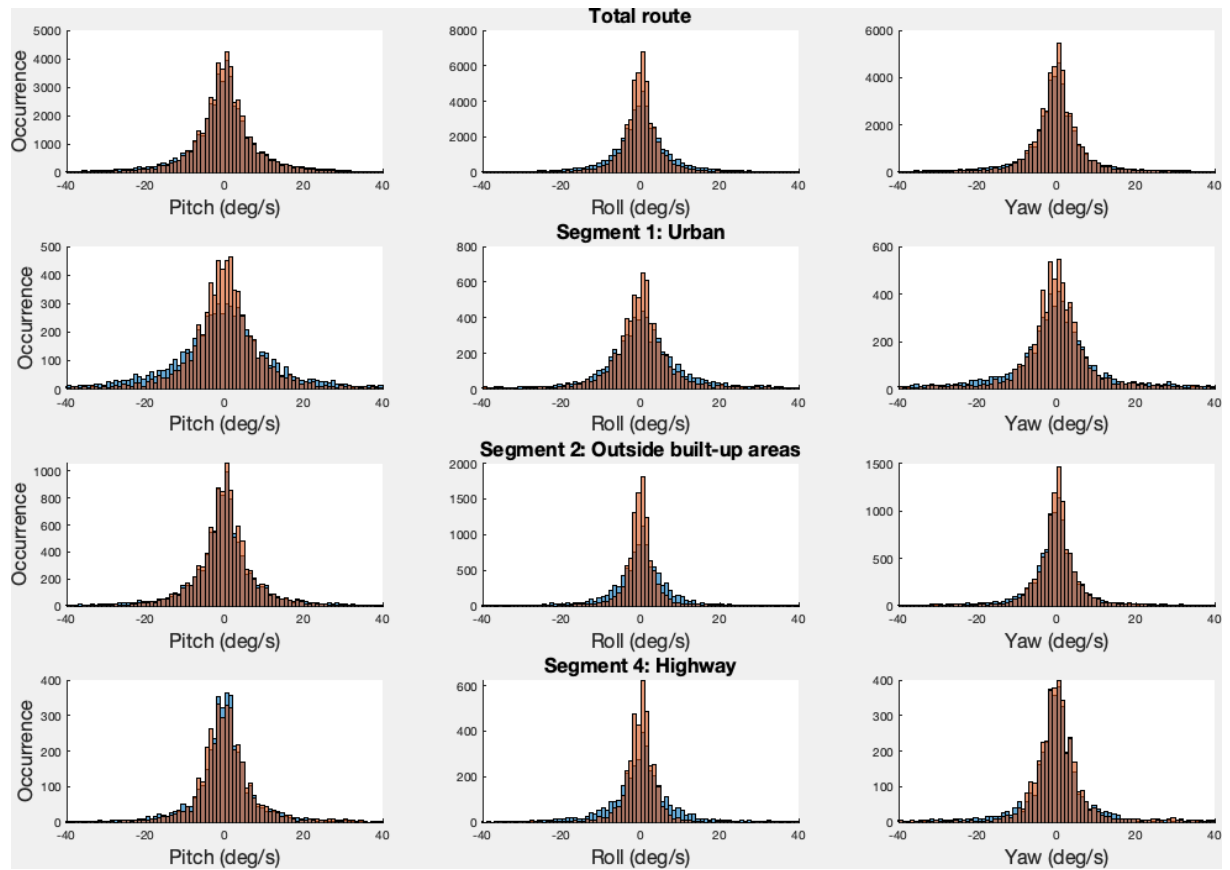 Total route
5000
4000
3000
2000
1000
0
-40 -20 0 20 40
Occurrence
Pitch (deg/s)
8000
6000
4000
2000
0
-40 -20 0 20 40
Roll (deg/s)
6000
4000
2000
0
-40 -20 0 20 40
Yaw (deg/s)
Segment 1: Urban
500
400
300
200
100
0
-40 -20 0 20 40
Occurrence
Pitch (deg/s)
800
600
400
200
0
-40 -20 0 20 40
Roll (deg/s)
600
400
200
0
-40 -20 0 20 40
Yaw (deg/s)
Segment 2: Outside built-up areas
1000
800
600
400
200
0
-40 -20 0 20 40
Occurrence
Pitch (deg/s)
2000
1500
1000
500
0
-40 -20 0 20 40
Roll (deg/s)
1500
1000
500
0
-40 -20 0 20 40
Yaw (deg/s)
Segment 4: Highway
400
300
200
100
0
-40 -20 0 20 40
Occurrence
Pitch (deg/s)
600
400
200
0
-40 -20 0 20 40
Roll (deg/s)
400
300
200
100
0
-40 -20 0 20 40
Yaw (deg/s)